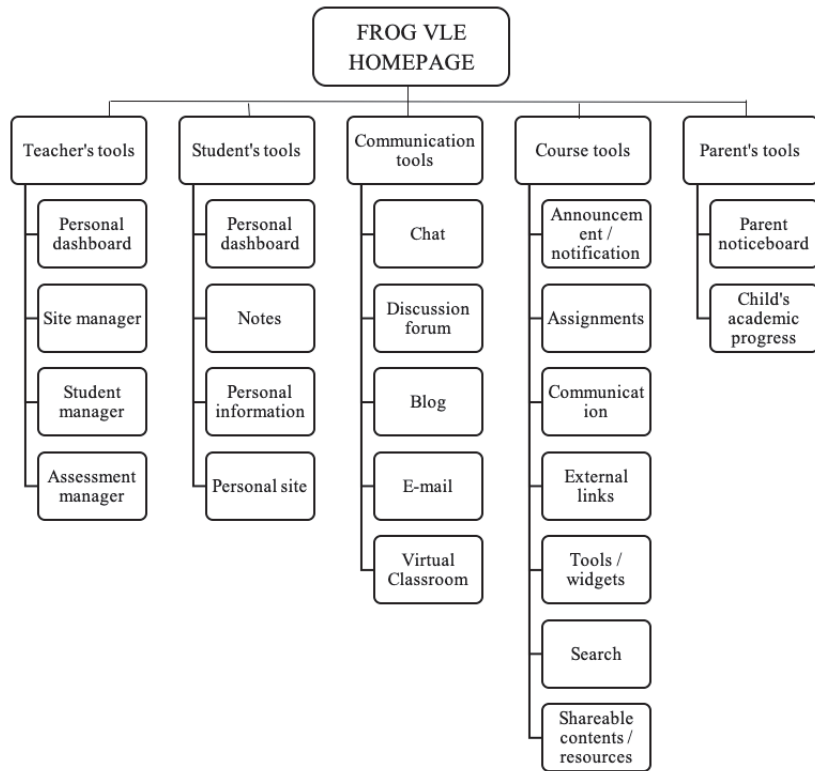 FROG VLE
HOMEPAGE
Teacher's tools
Personal
dashboard
Site manager
Student
manager
Assessment
manager
Student's tools
Personal
dashboard
Notes
Personal
information
Personal site
Communication
tools
Chat
Discussion
forum
Blog
E-mail
Virtual
Classroom
Course tools
Announcem
ent /
notification
Assignments
Communicat
ion
External
links
Tools /
widgets
Search
Shareable
contents /
resources
Parent's tools
Parent
noticeboard
Child's
academic
progress